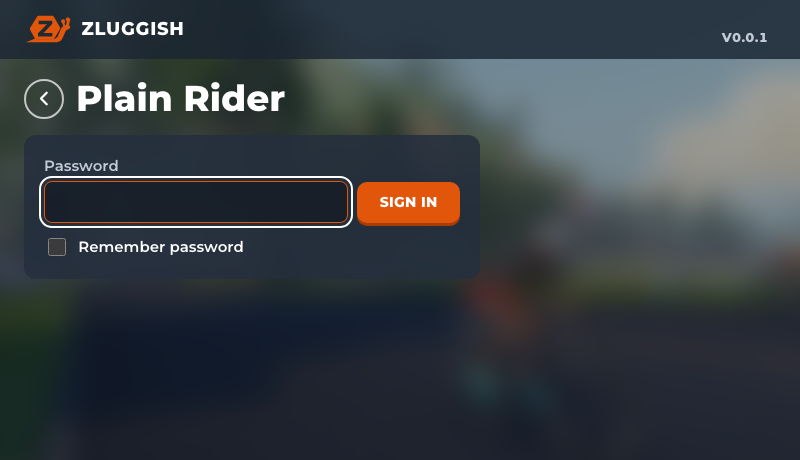 ZLUGGISH
V0.0.1
Plain Rider
Password
SIGN IN
Remember password